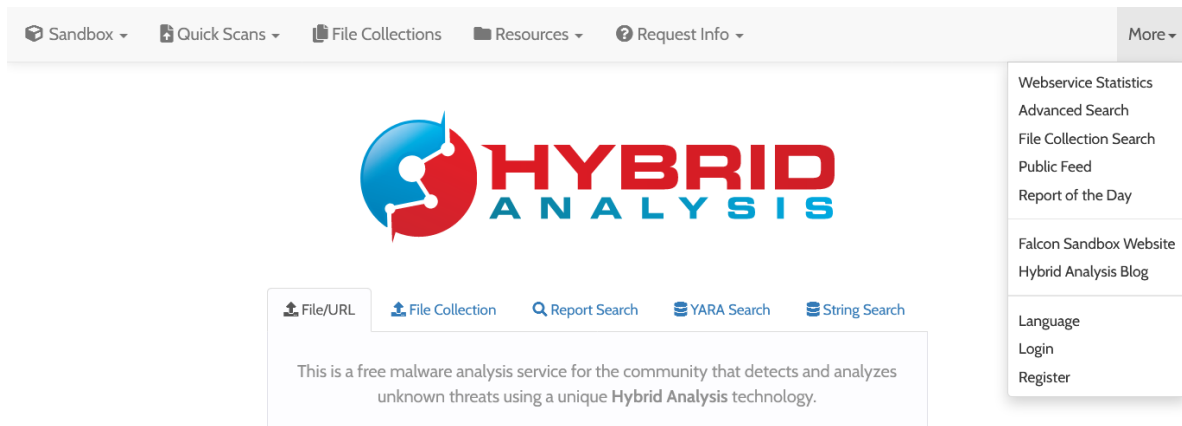 Sandbox
Quick Scans
File Collections
Resources
Request Info
More
Webservice Statistics
Advanced Search
File Collection Search
Public Feed
Report of the Day
Falcon Sandbox Website
Hybrid Analysis Blog
Language
Login
Register
HYBRID
ANALYSIS
File/URL
File Collection
Report Search
YARA Search
String Search
This is a free malware analysis service for the community that detects and analyzes
unknown threats using a unique Hybrid Analysis technology.